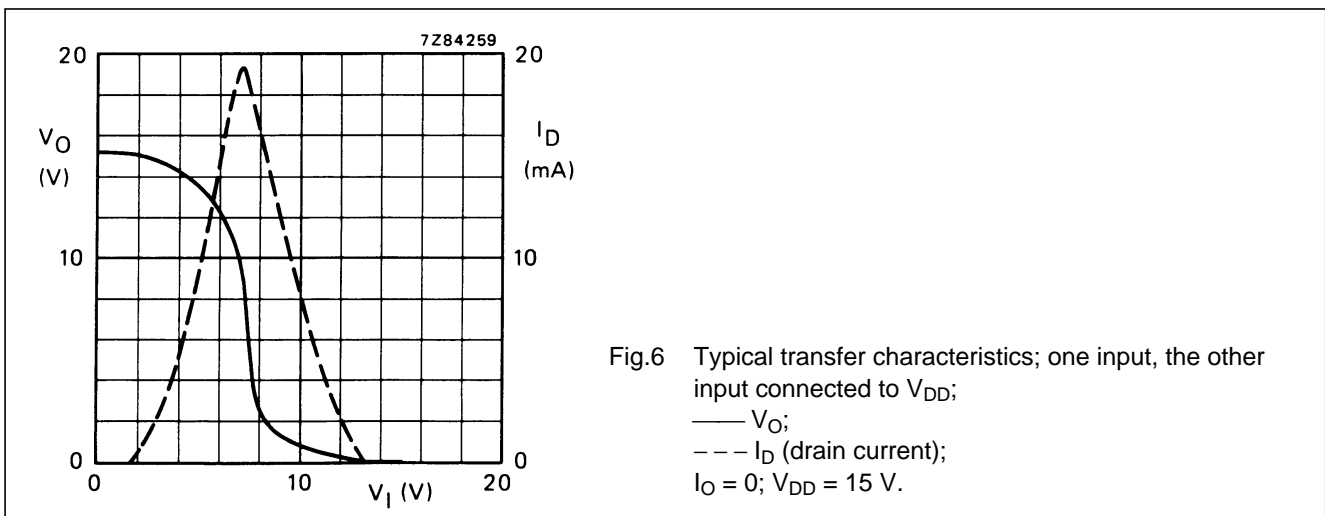 7Z84259
20
20
V_O
(V)
I_D
(mA)
10
10
0
0
0
10
20
V_I (V)
Fig.6 Typical transfer characteristics; one input, the other
input connected to V_DD;
—— V_O;
– – – I_D (drain current);
I_O = 0; V_DD = 15 V.